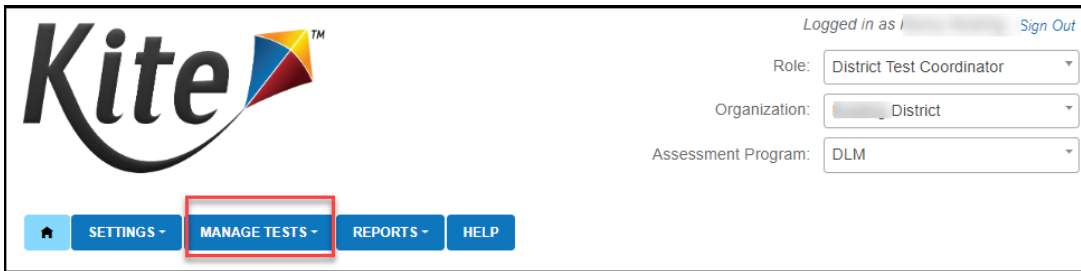 Kite™
Logged in as Sign Out
Role: District Test Coordinator
Organization: District
Assessment Program: DLM
SETTINGS MANAGE TESTS REPORTS HELP